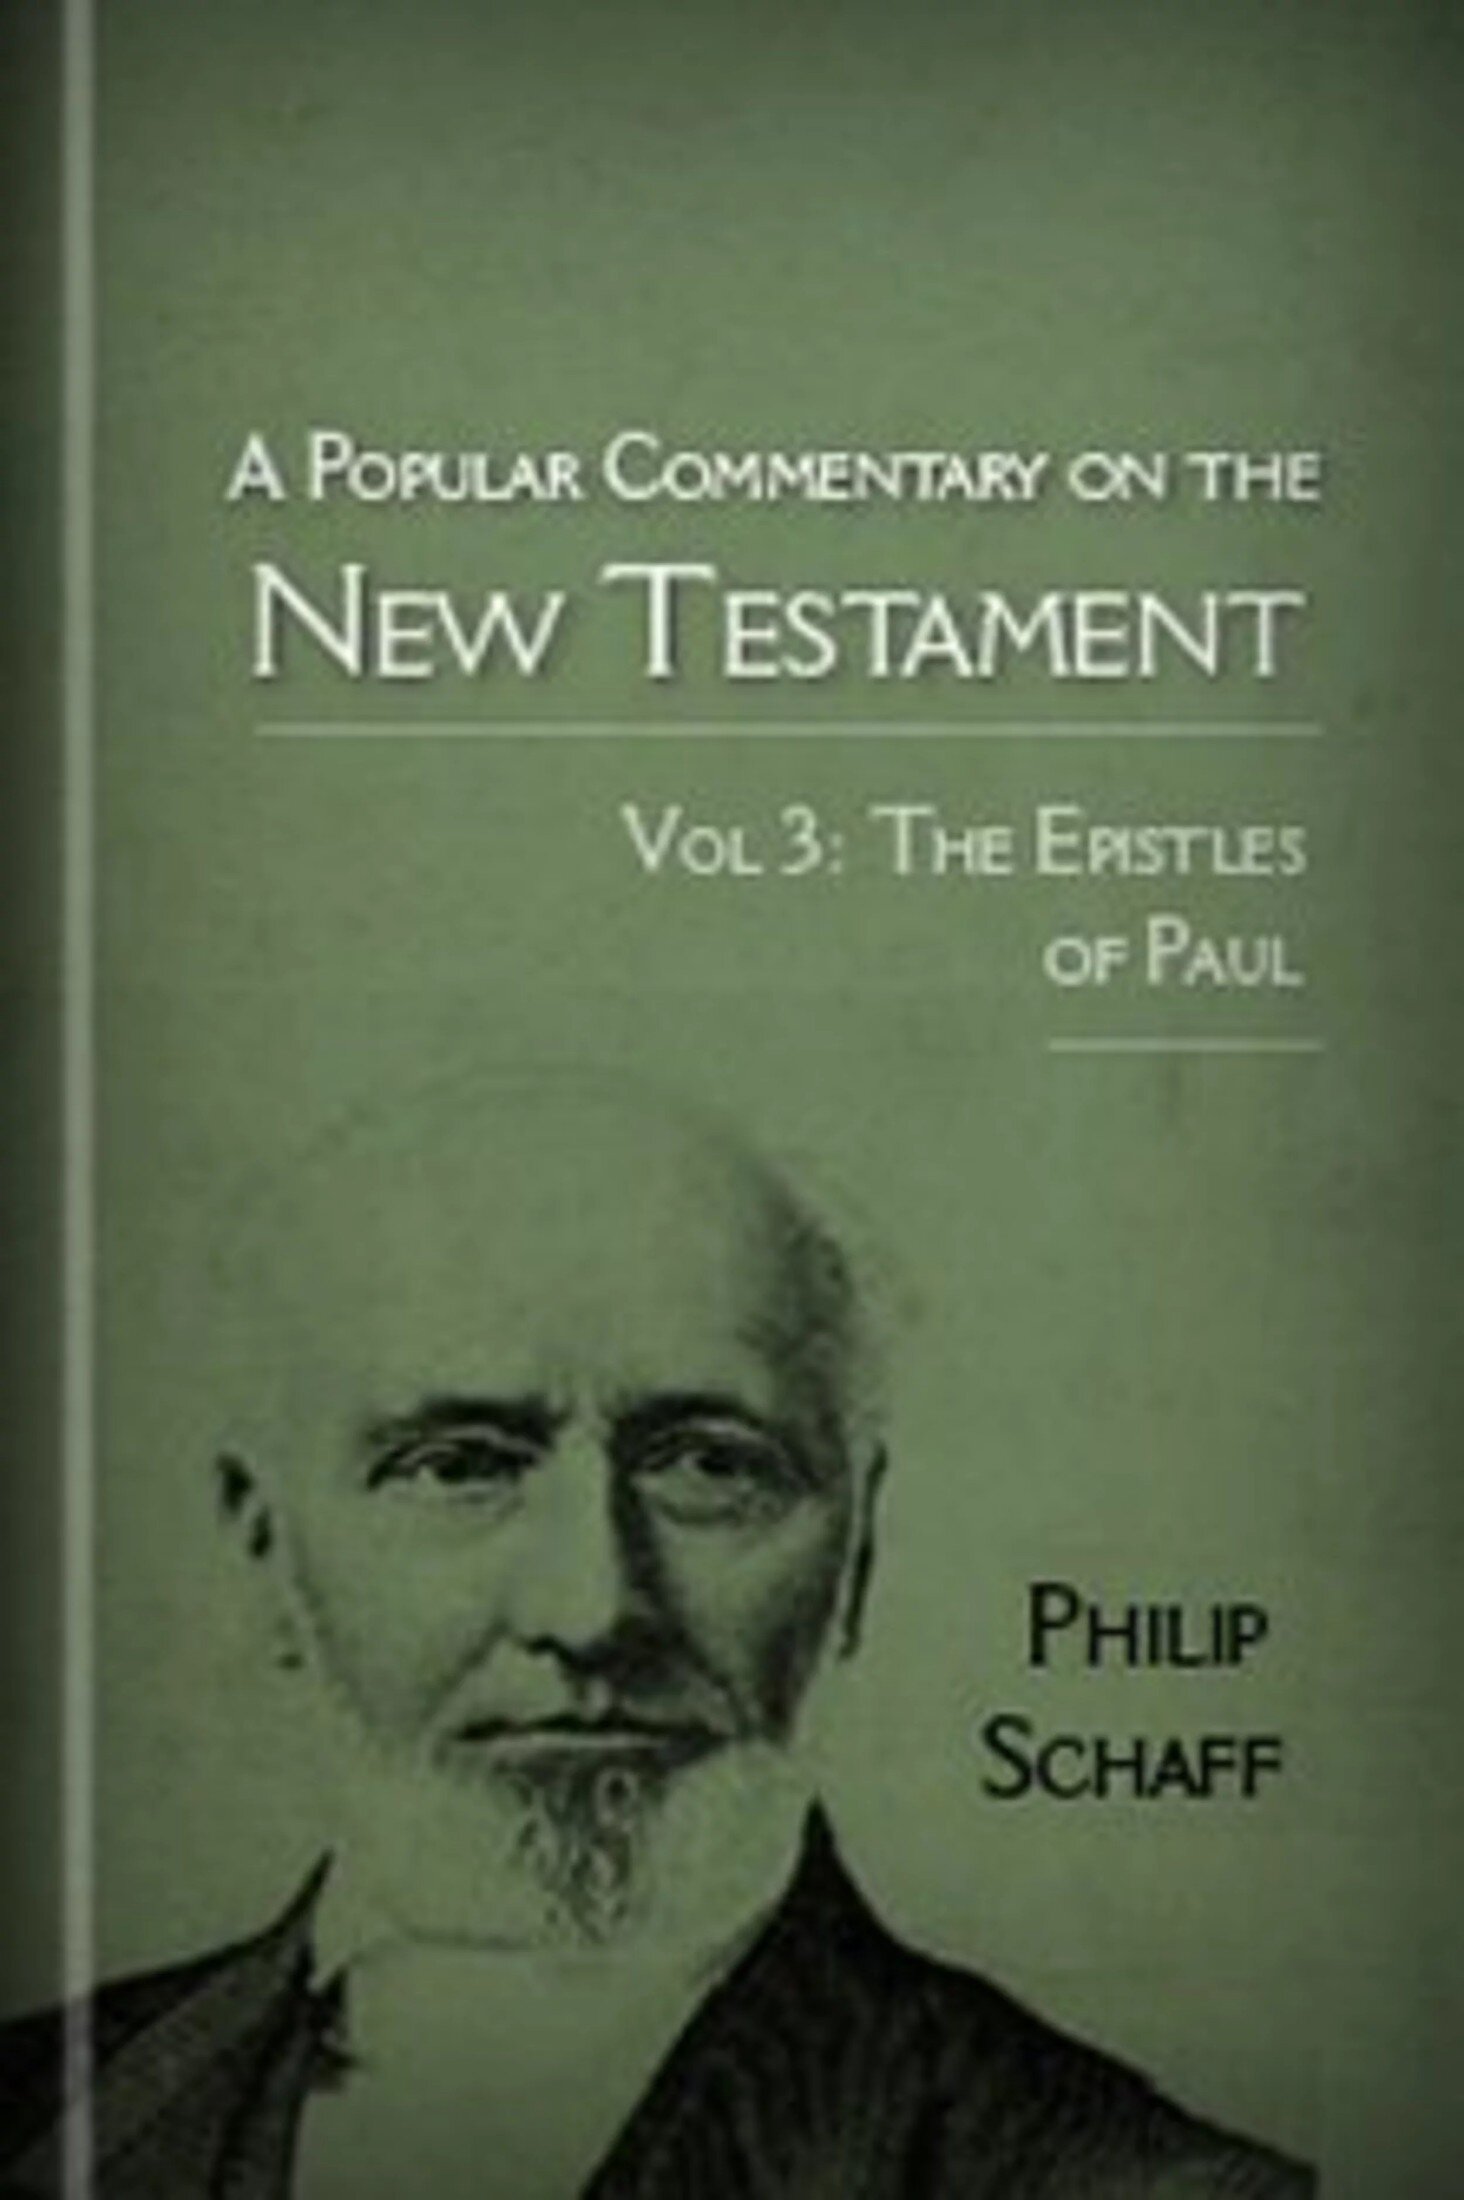 A Popular Commentary on the
New Testament
Vol 3: The Epistles
of Paul
Philip
Schaff